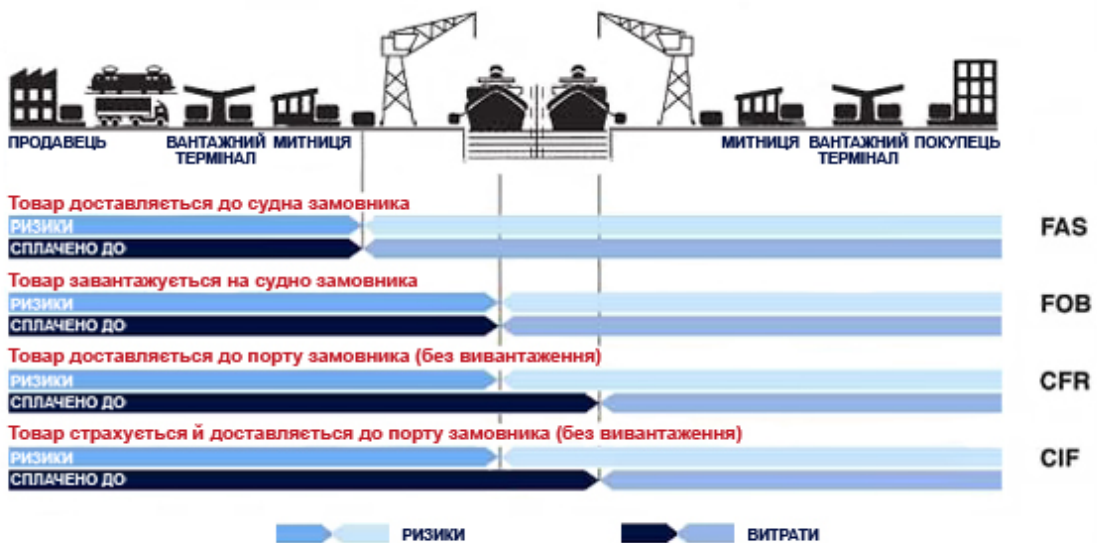 ПРОДАВЕЦЬ ВАНТАЖНИЙ ТЕРМІНАЛ МИТНИЦЯ МИТНИЦЯ ВАНТАЖНИЙ ТЕРМІНАЛ ПОКУПЕЦЬ
Товар доставляється до судна замовника
РИЗИКИ
СПЛАЧЕНО ДО
FAS
Товар завантажується на судно замовника
РИЗИКИ
СПЛАЧЕНО ДО
FOB
Товар доставляється до порту замовника (без вивантаження)
РИЗИКИ
СПЛАЧЕНО ДО
CFR
Товар страхується й доставляється до порту замовника (без вивантаження)
РИЗИКИ
СПЛАЧЕНО ДО
CIF
РИЗИКИ ВИТРАТИ